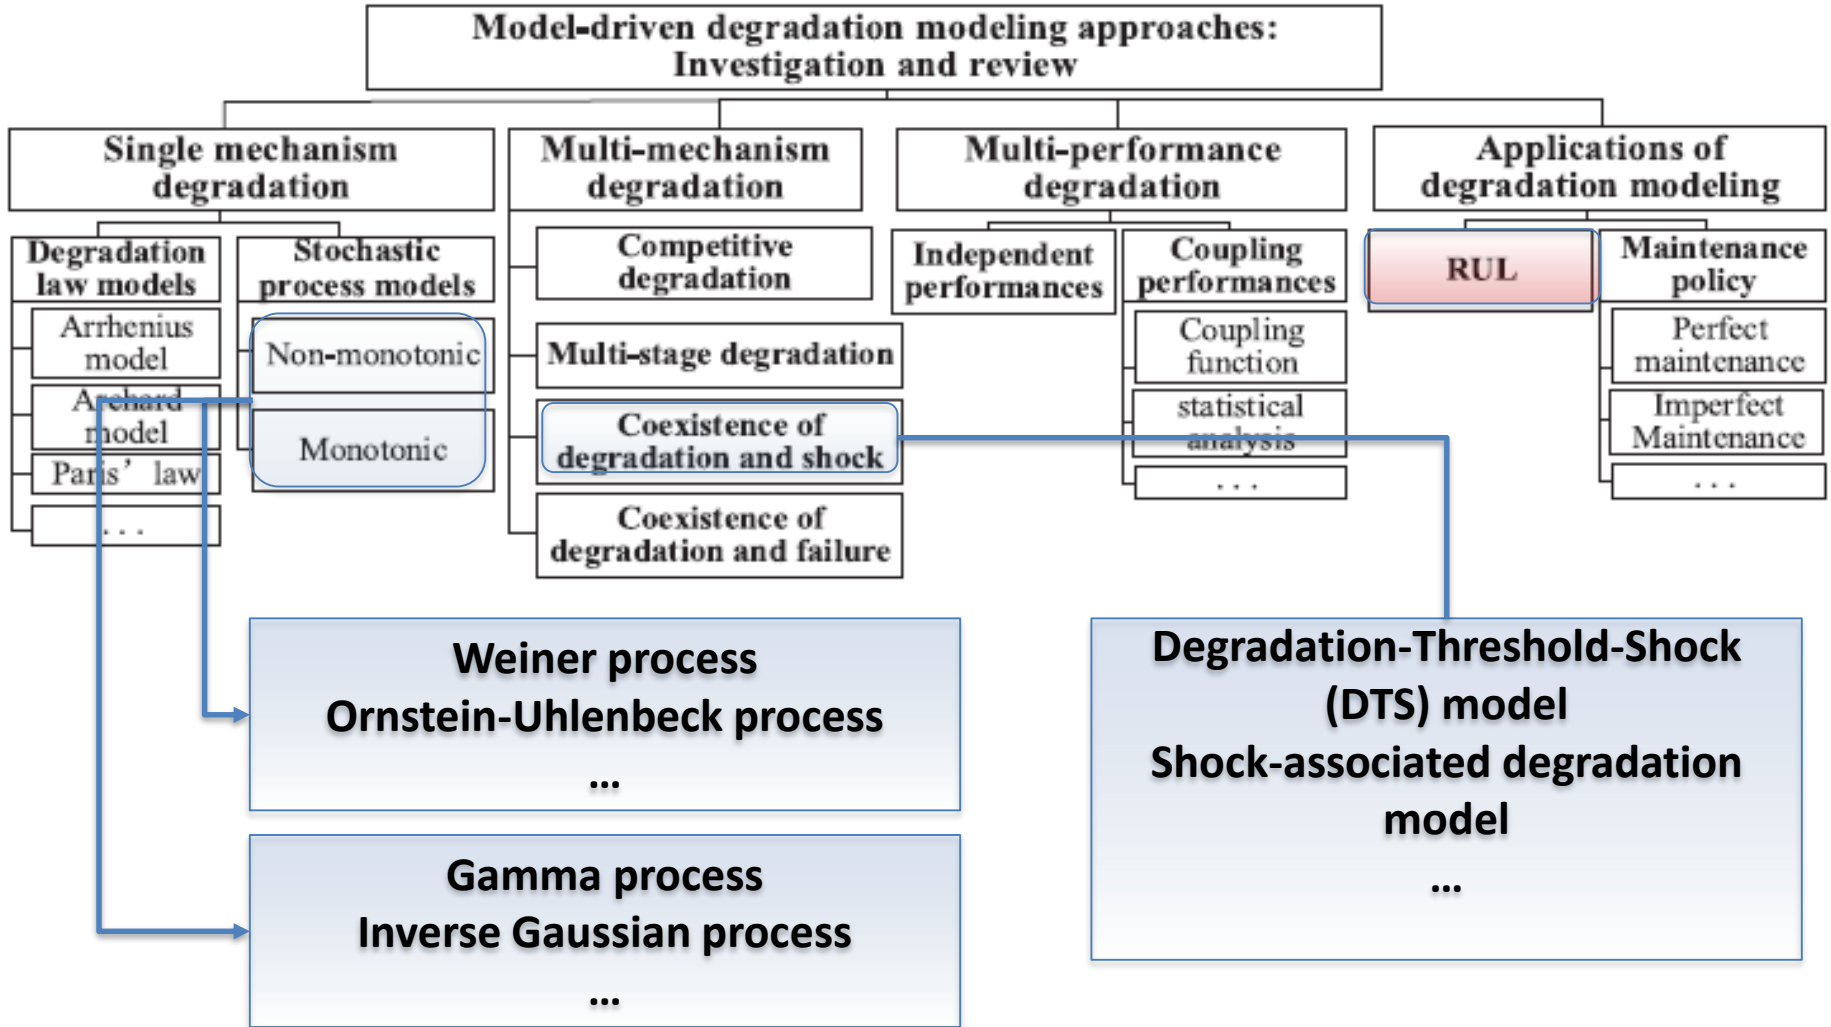 Model-driven degradation modeling approaches:
Investigation and review
Single mechanism
degradation
Multi-mechanism
degradation
Multi-performance
degradation
Applications of
degradation modeling
Degradation
law models
Stochastic
process models
Competitive
degradation
Independent
performances
Coupling
performances
RUL
Maintenance
policy
Arrhenius
model
Non-monotonic
Multi-stage degradation
Coupling
function
Perfect
maintenance
Archard
model
Monotonic
Coexistence of
degradation and shock
statistical
analysis
Imperfect
Maintenance
Paris' law
. . .
. . .
. . .
Coexistence of
degradation and failure
Weiner process
Ornstein-Uhlenbeck process
...
Degradation-Threshold-Shock
(DTS) model
Shock-associated degradation
model
...
Gamma process
Inverse Gaussian process
...